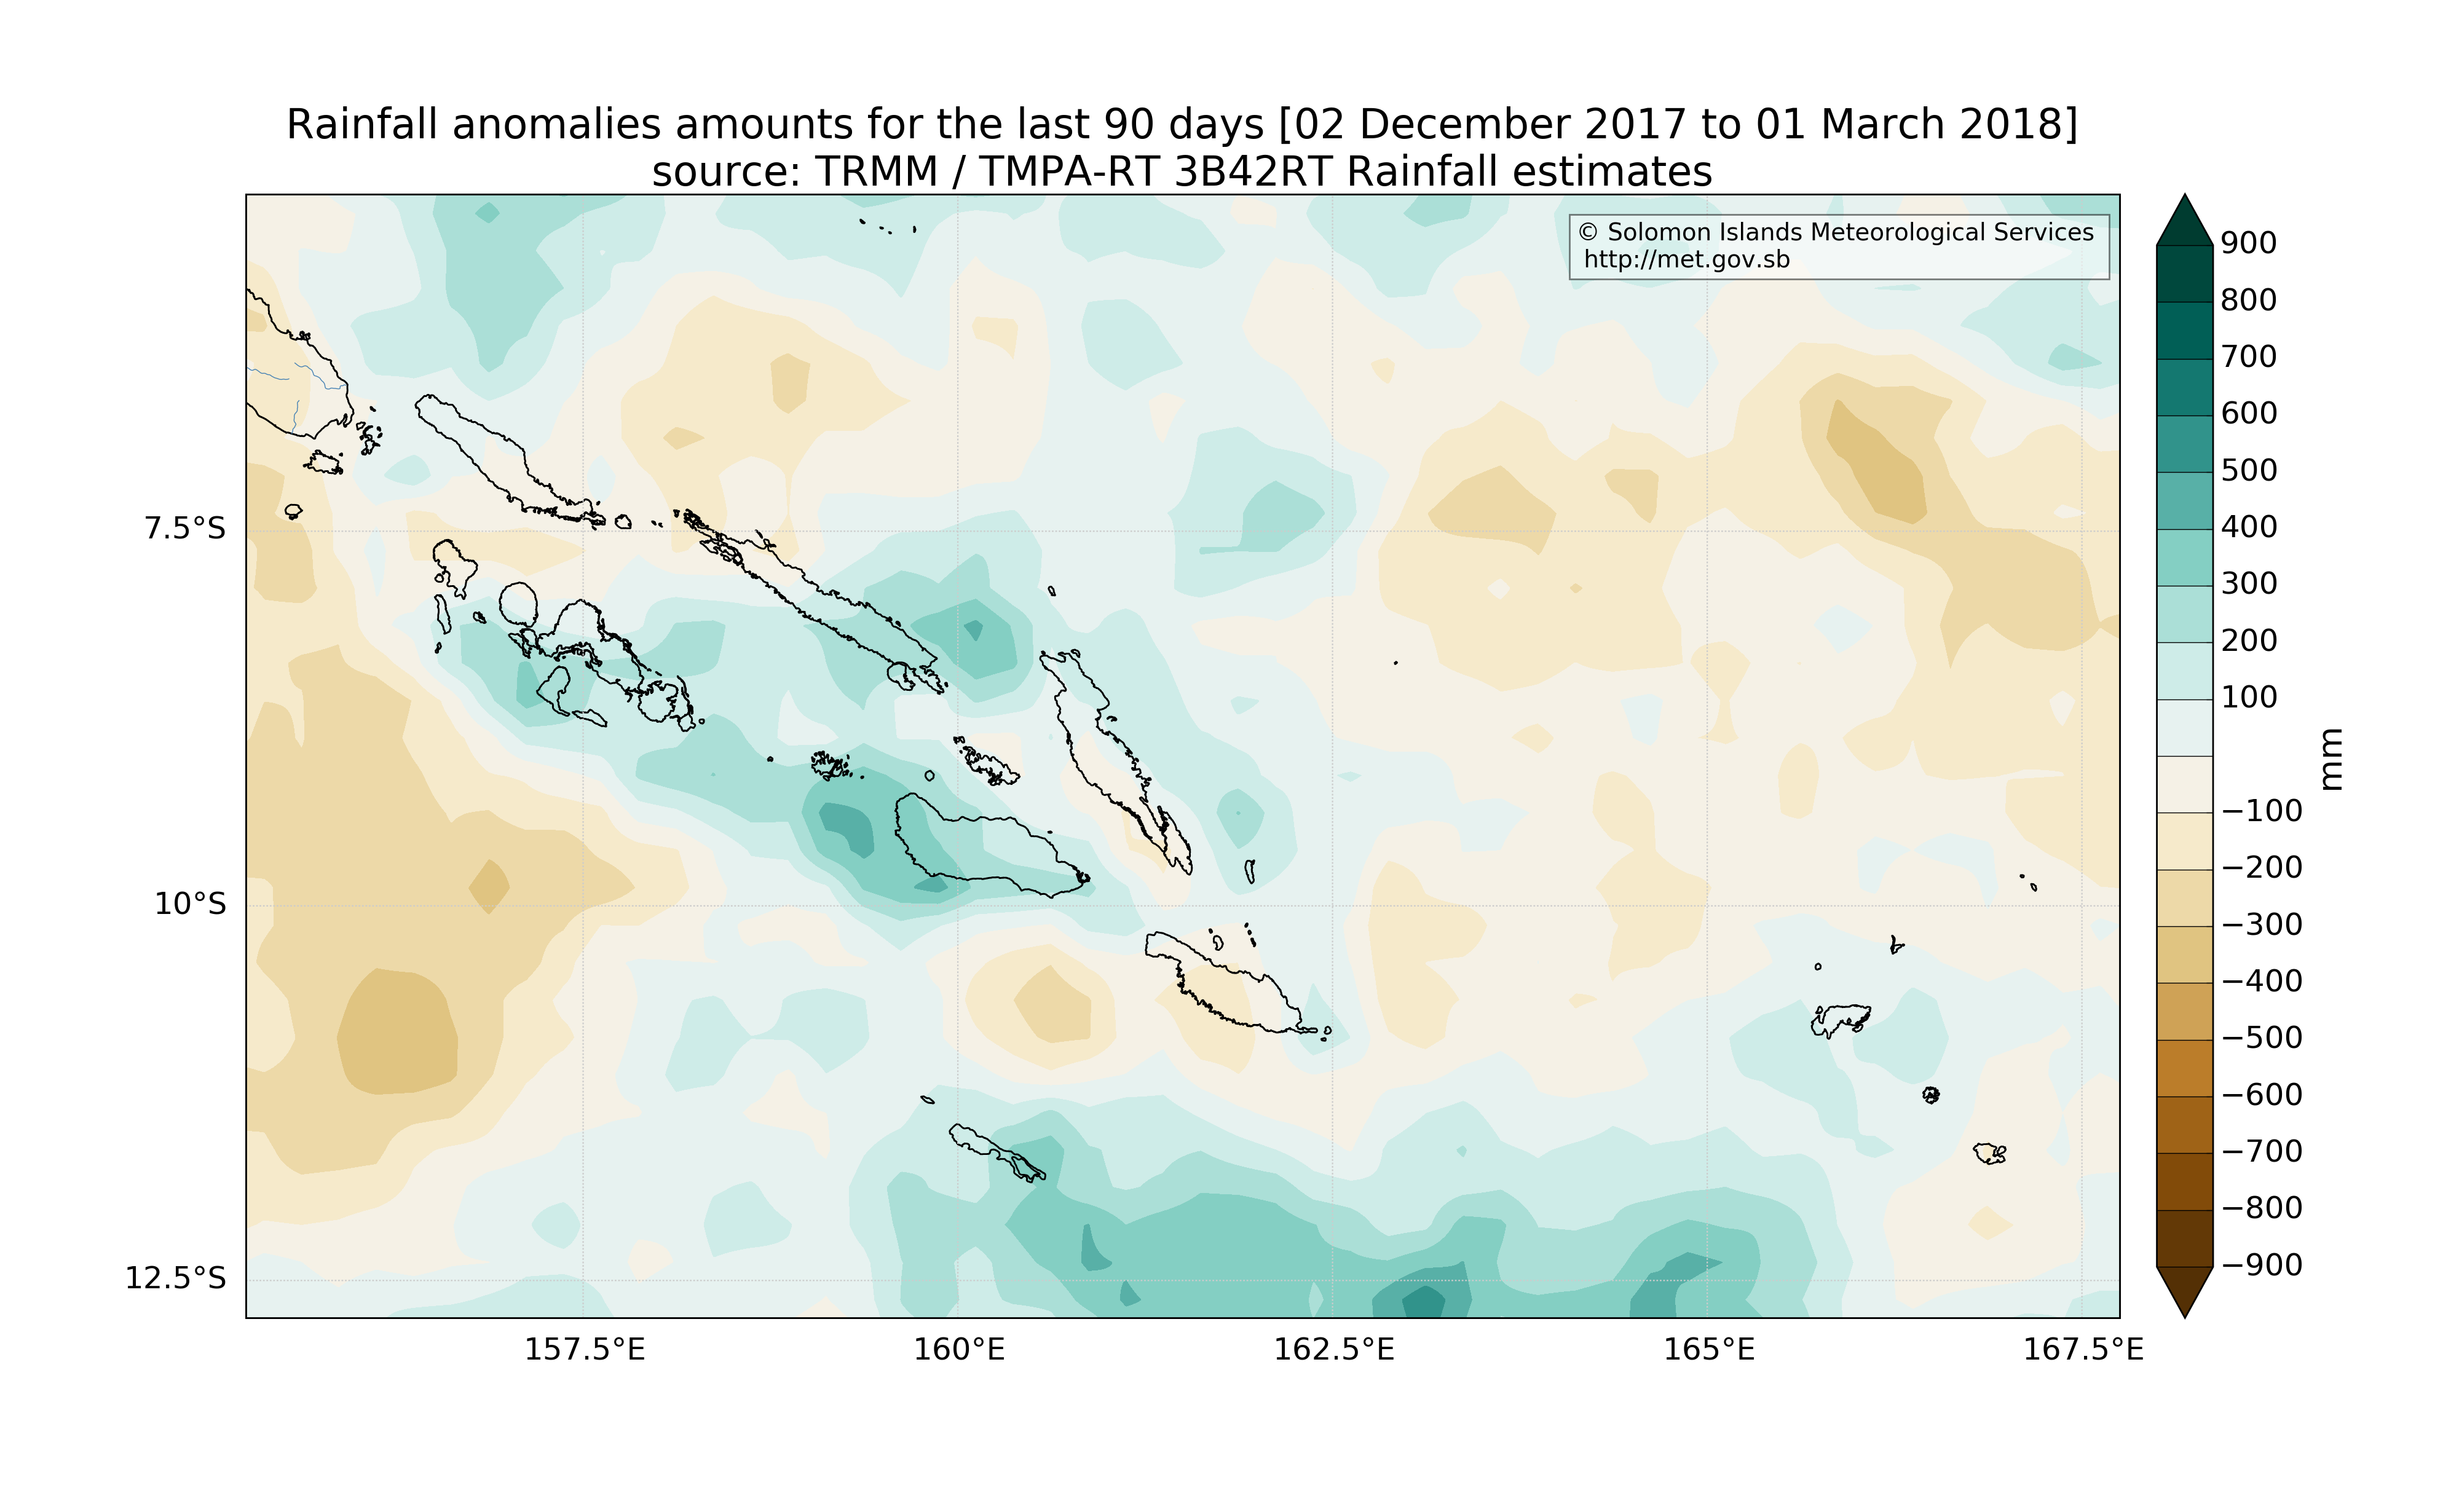 Rainfall anomalies amounts for the last 90 days [02 December 2017 to 01 March 2018]
source: TRMM / TMPA-RT 3B42RT Rainfall estimates
© Solomon Islands Meteorological Services
http://met.gov.sb
7.5°S
10°S
12.5°S
157.5°E
160°E
162.5°E
165°E
167.5°E
900
800
700
600
500
400
300
200
100
−100
−200
−300
−400
−500
−600
−700
−800
−900
mm